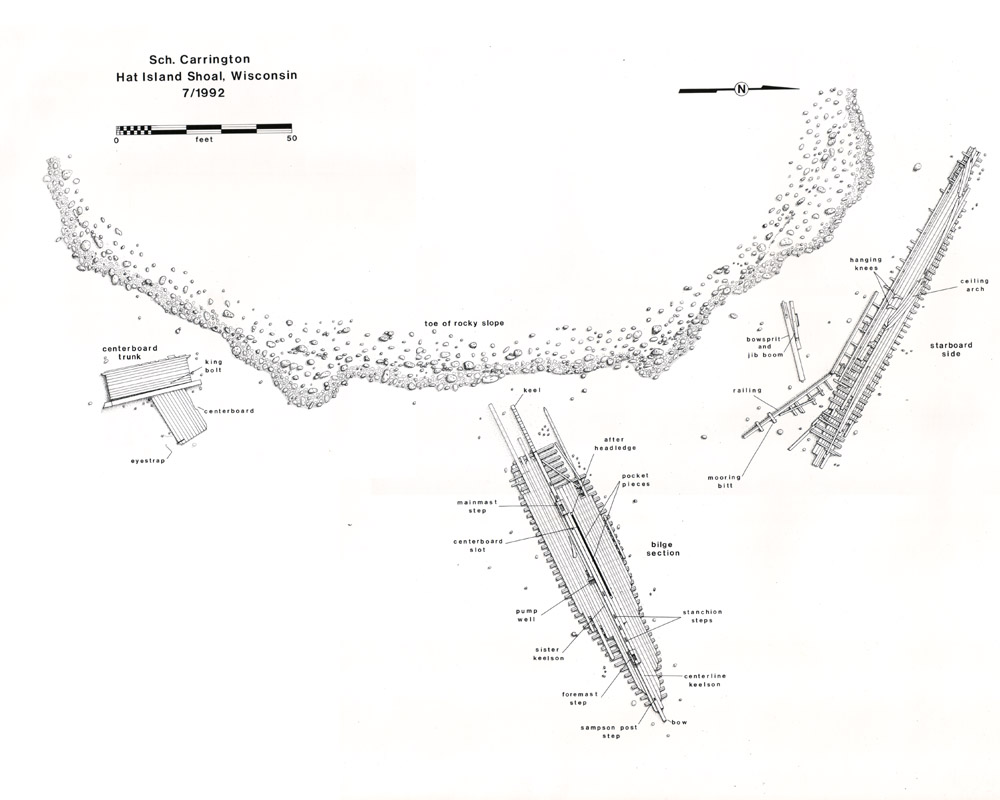 Sch. Carrington
Hat Island Shoal, Wisconsin
7/1992
0
feet
50
N
toe of rocky slope
centerboard
trunk
king
bolt
centerboard
eyestrap
hanging
knees
ceiling
arch
bowsprit
and
jib boom
starboard
side
railing
mooring
bitt
keel
after
headledge
pocket
pieces
mainmast
step
centerboard
slot
bilge
section
pump
well
stanchion
steps
sister
keelson
centerline
keelson
foremast
step
sampson post
step
bow